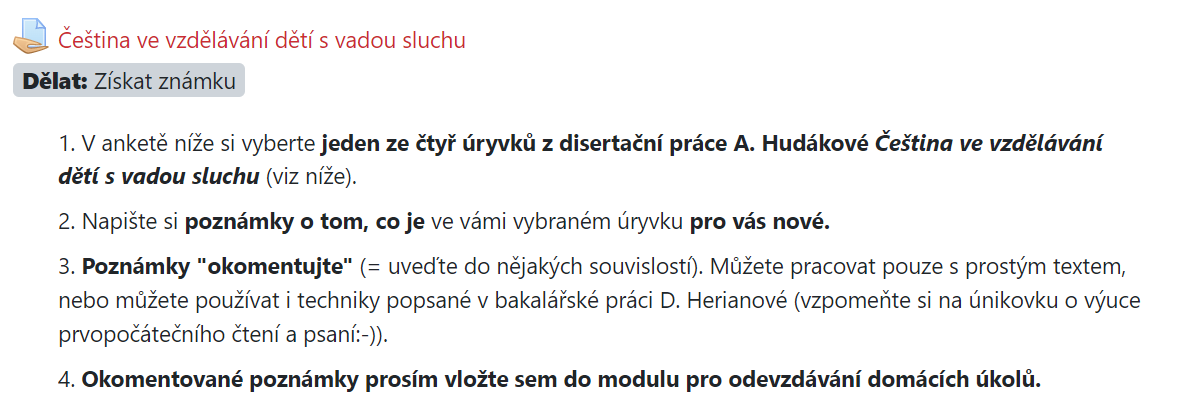 Čeština ve vzdělávání dětí s vadou sluchu
Dělat: Získat známku
1. V anketě níže si vyberte jeden ze čtyř úryvků z disertační práce A. Hudákové Čeština ve vzdělávání
dětí s vadou sluchu (viz níže).
2. Napište si poznámky o tom, co je ve vámi vybraném úryvku pro vás nové.
3. Poznámky "okomentujte" (= uveďte do nějakých souvislostí). Můžete pracovat pouze s prostým textem,
nebo můžete používat i techniky popsané v bakalářské práci D. Herianové (vzpomeňte si na únikovku o výuce
prvopočátečního čtení a psaní:-)).
4. Okomentované poznámky prosím vložte sem do modulu pro odevzdávání domácích úkolů.